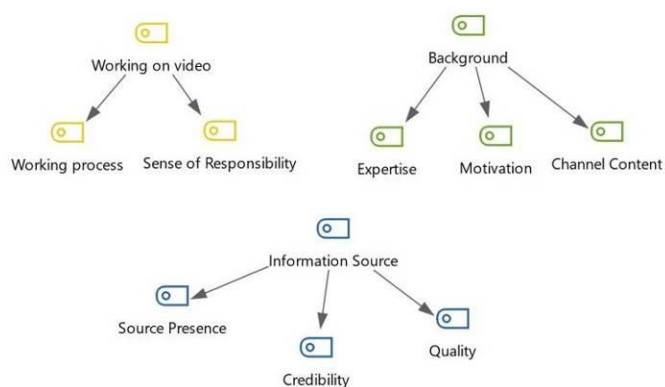 Working on video
Background
Working process
Sense of Responsibility
Expertise
Motivation
Channel Content
Information Source
Source Presence
Credibility
Quality